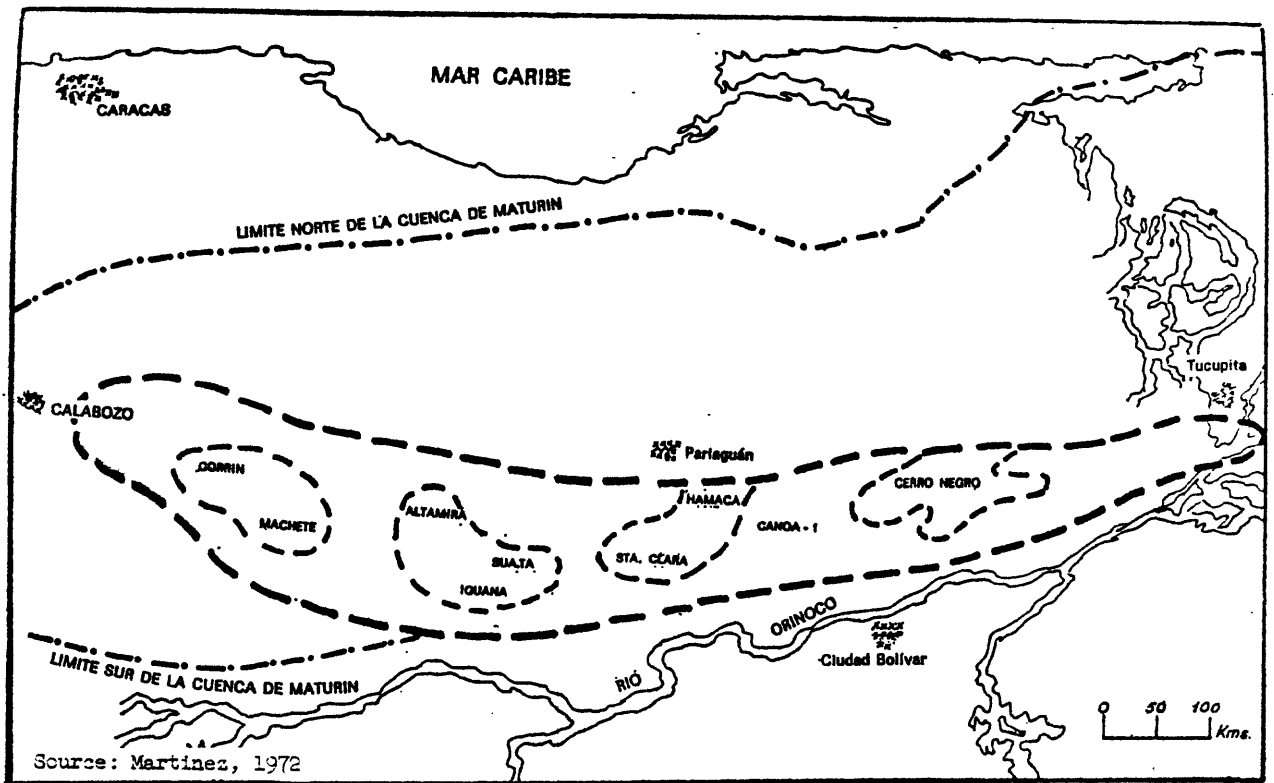 MAR CARIBE
CARACAS
LIMITE NORTE DE LA CUENCA DE MATURIN
Tucupita
CALABOZO
Pariaguán
GORRIN
CERRO NEGRO
HAMACA
ALTAMIRA
MACHETE
CANOA - 1
STA. CLARA
SUATA
IGUANA
ORINOCO
RIO
Ciudad Bolívar
LIMITE SUR DE LA CUENCA DE MATURIN
0 50 100
Kms.
Source: Martinez, 1972